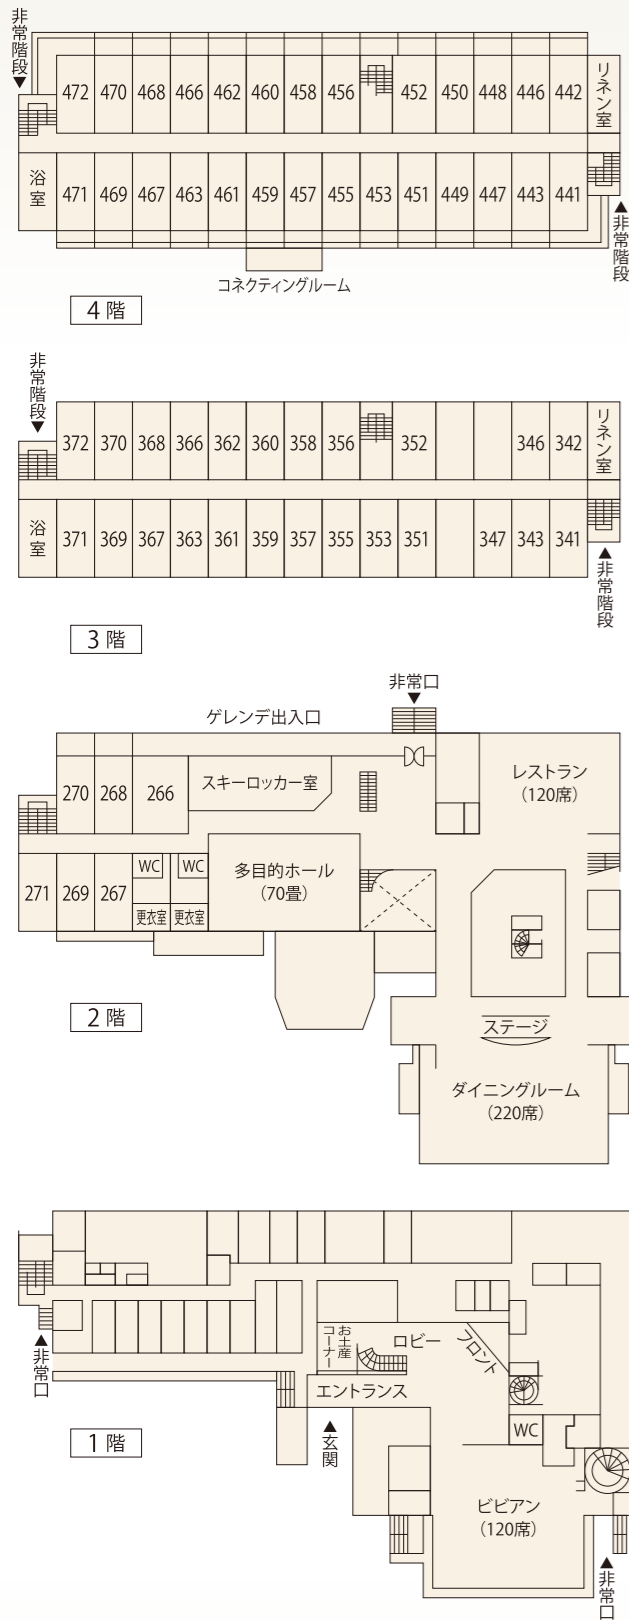 非常階段▼
472 470 468 466 462 460 458 456 452 450 448 446 442 リネン室
浴室 471 469 467 463 461 459 457 455 453 451 449 447 443 441
▲非常階段
コネクティングルーム
4階
非常階段▼
372 370 368 366 362 360 358 356 352 346 342 リネン室
浴室 371 369 367 363 361 359 357 355 353 351 347 343 341
▲非常階段
3階
非常口
▼
ゲレンデ出入口
270 268 266 スキーロッカー室
レストラン
(120席)
WC WC
271 269 267
多目的ホール
(70畳)
更衣室 更衣室
2階
ステージ
ダイニングルーム
(220席)
お土産
コーナー
ロビー
フロント
エントランス
▲非常口
▲玄関
1階
WC
ビビアン
(120席)
▲非常口